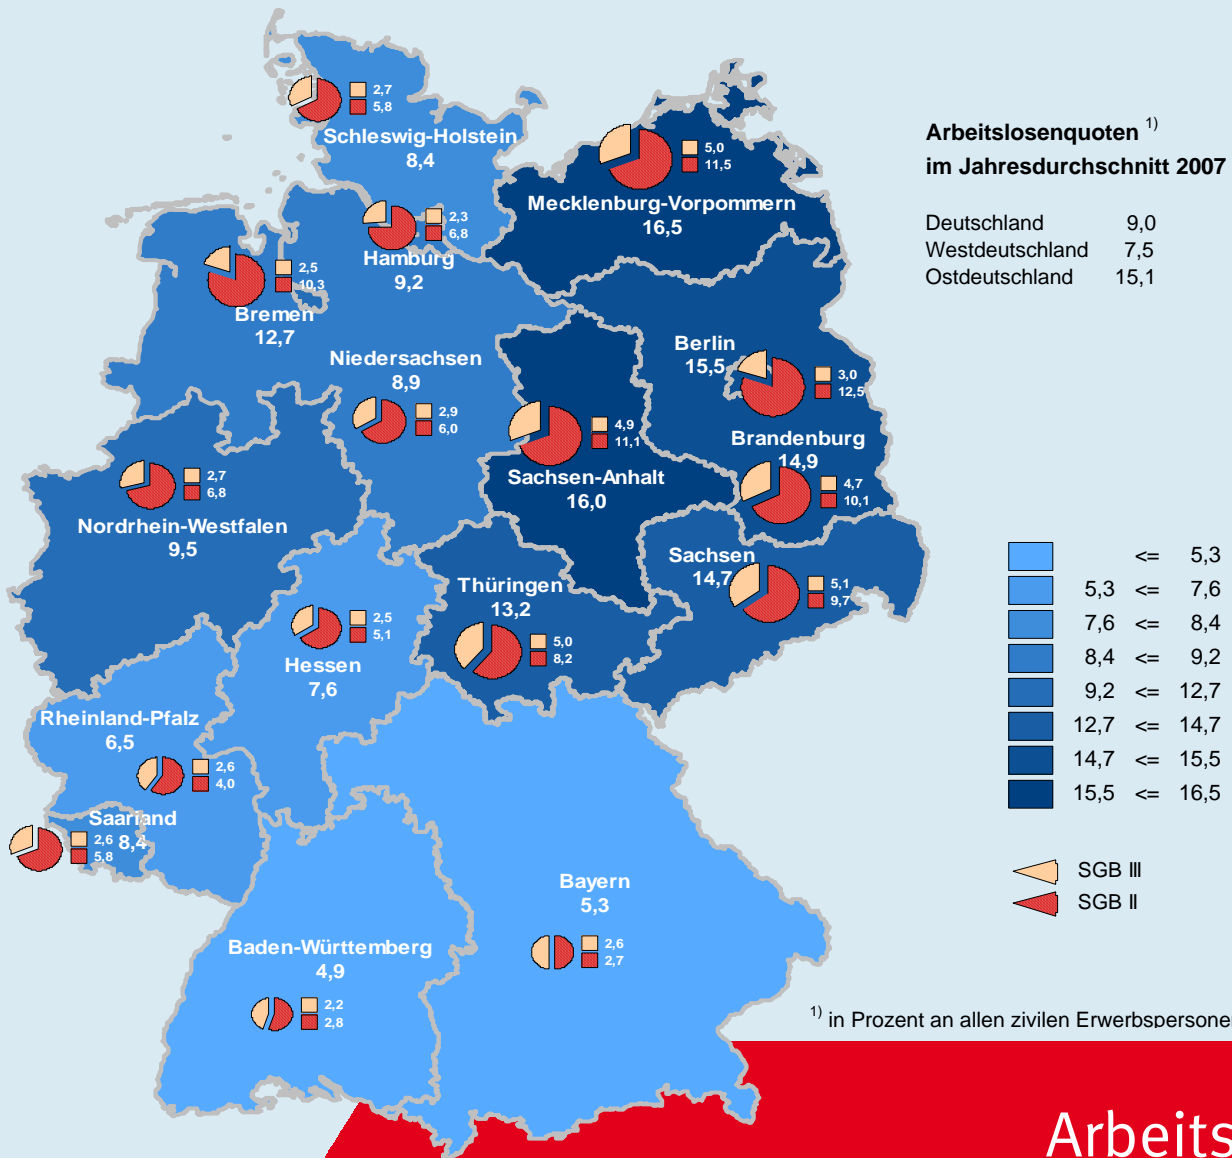 Arbeitslosenquoten 1)
im Jahresdurchschnitt 2007
Deutschland 9,0
Westdeutschland 7,5
Ostdeutschland 15,1
2,7
5,8
Schleswig-Holstein
8,4
5,0
11,5
Mecklenburg-Vorpommern
16,5
2,3
6,8
Hamburg
9,2
2,5
10,3
Bremen
12,7
Niedersachsen
8,9
2,9
6,0
Berlin
15,5
3,0
12,5
4,9
11,1
Sachsen-Anhalt
16,0
Brandenburg
14,9
4,7
10,1
2,7
6,8
Nordrhein-Westfalen
9,5
Sachsen
14,7
5,1
9,7
Thüringen
13,2
5,0
8,2
2,5
5,1
Hessen
7,6
Rheinland-Pfalz
6,5
2,6
4,0
Saarland
8,4
2,6
5,8
Bayern
5,3
2,6
2,7
Baden-Württemberg
4,9
2,2
2,8
<= 5,3
5,3 <= 7,6
7,6 <= 8,4
8,4 <= 9,2
9,2 <= 12,7
12,7 <= 14,7
14,7 <= 15,5
15,5 <= 16,5
SGB III
SGB II
1) in Prozent an allen zivilen Erwerbspersone
Arbeits